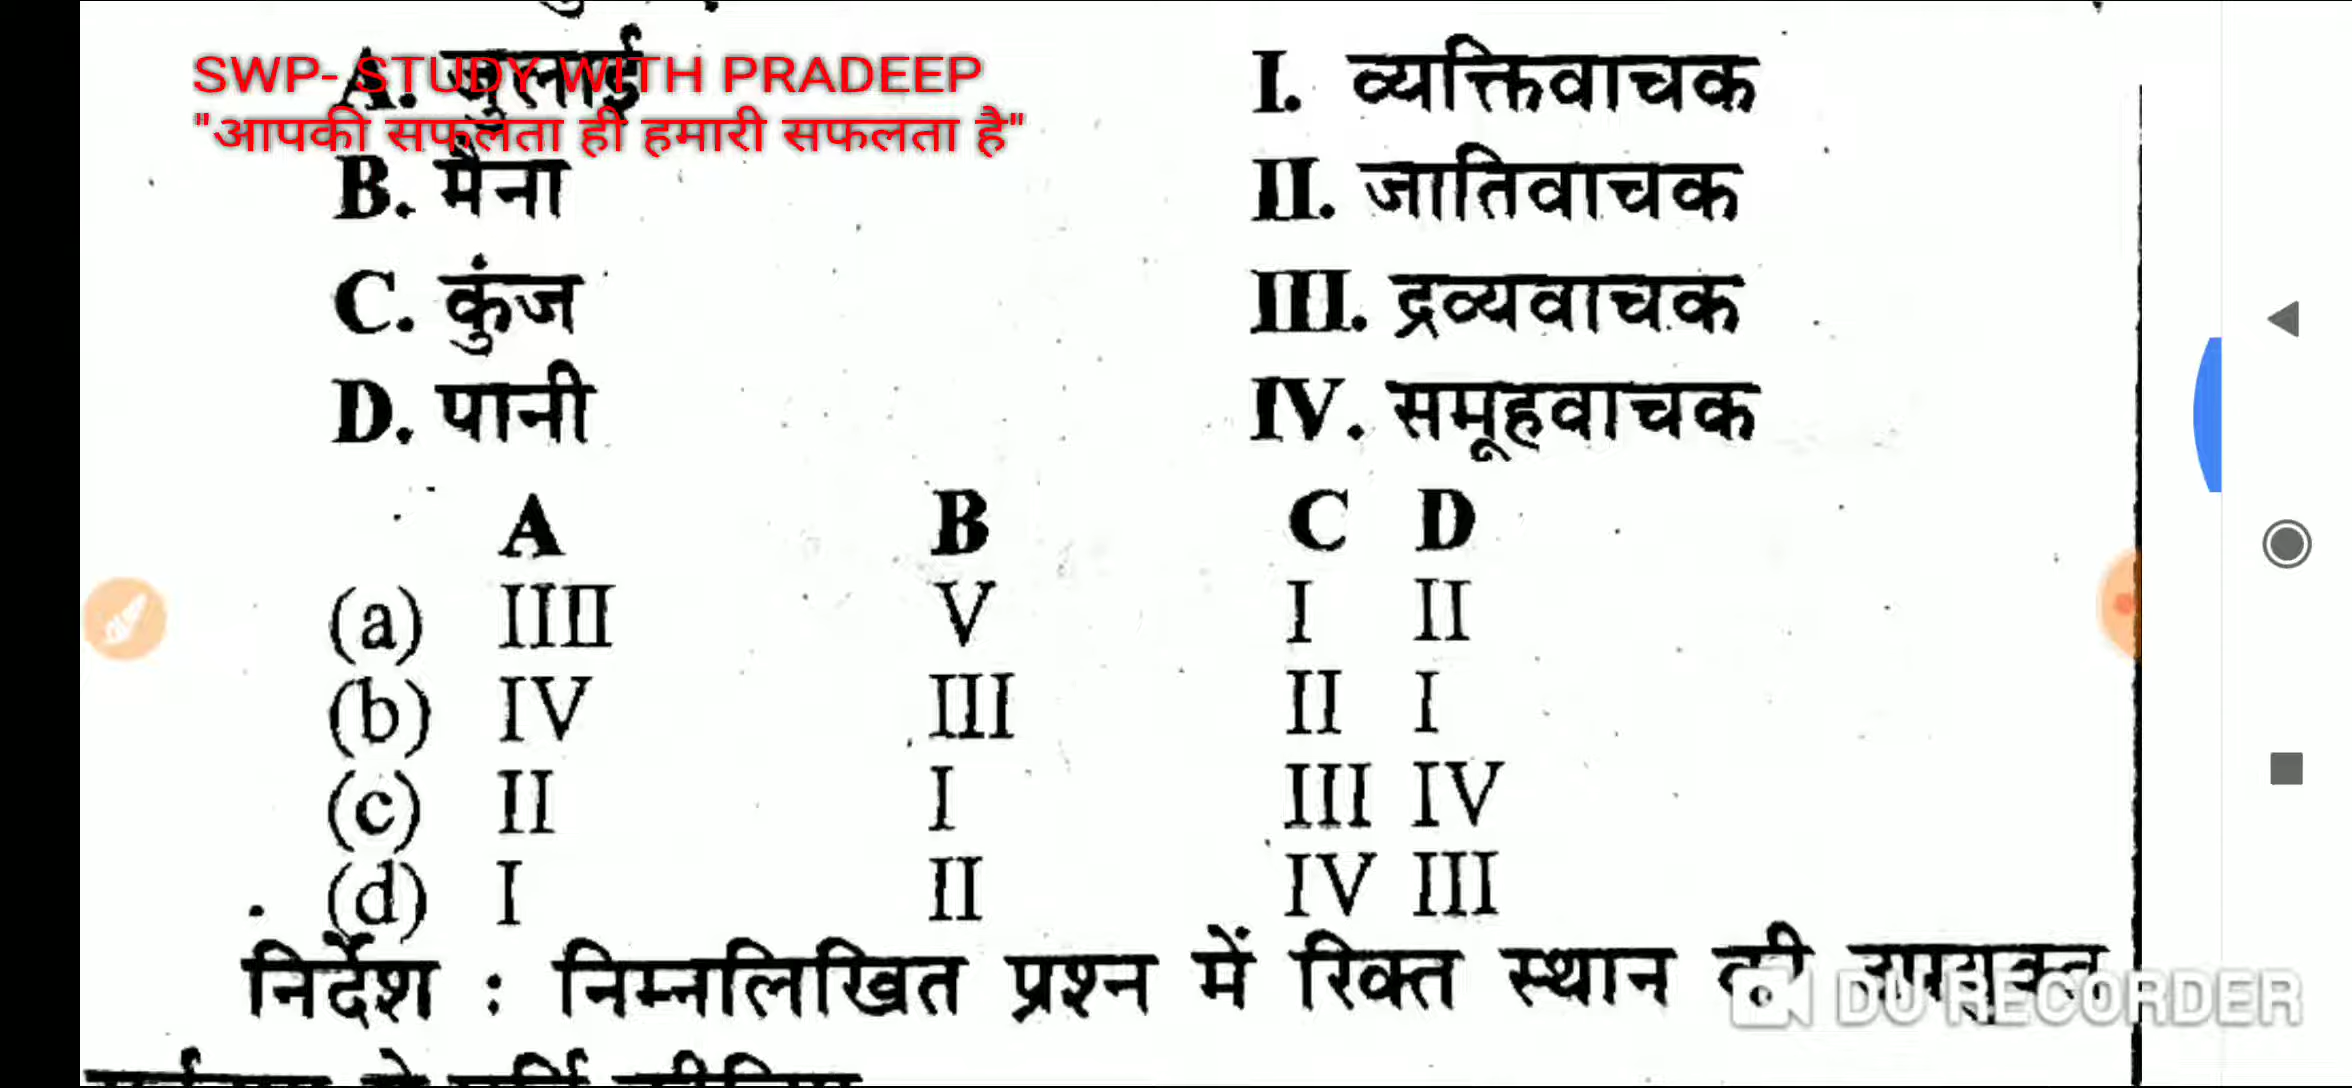 SWP- STUDY WITH PRADEEP
"आपकी सफलता ही हमारी सफलता है"
A. जुलाई I. व्यक्तिवाचक
B. मैना II. जातिवाचक
C. कुंज III. द्रव्यवाचक
D. पानी IV. समूहवाचक
A B C D
(a) III V I II
(b) IV III II I
(c) II I III IV
(d) I II IV III
निर्देश : निम्नलिखित प्रश्न में रिक्त स्थान की उपयुक्त
DU RECORDER